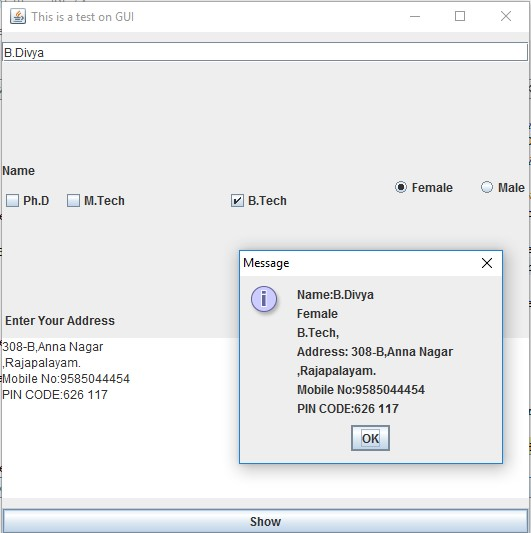 This is a test on GUI
B.Divya
Name
Female Male
Ph.D M.Tech B.Tech
Message
Name:B.Divya
Female
B.Tech,
Address: 308-B,Anna Nagar
,Rajapalayam.
Mobile No:9585044454
PIN CODE:626 117
OK
Enter Your Address
308-B,Anna Nagar
,Rajapalayam.
Mobile No:9585044454
PIN CODE:626 117
Show